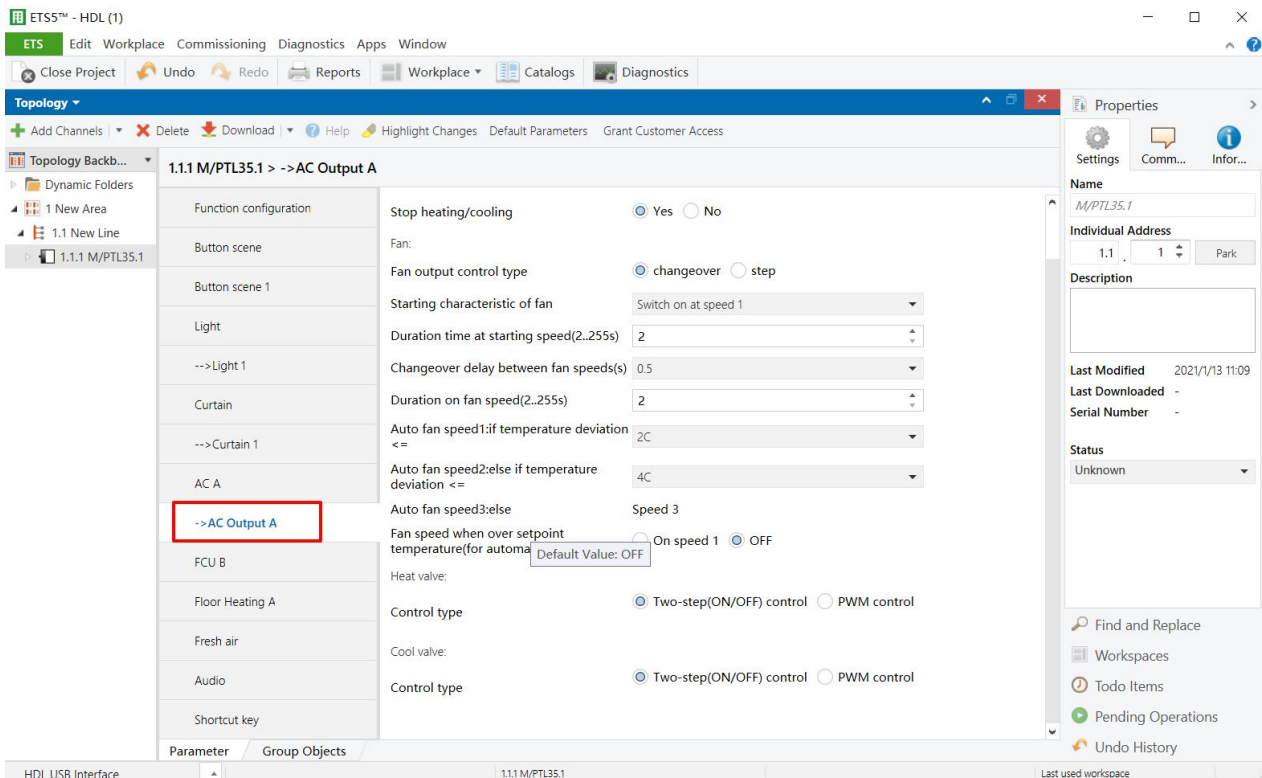 ETS5™ - HDL (1)
ETS Edit Workplace Commissioning Diagnostics Apps Window
Close Project Undo Redo Reports Workplace Catalogs Diagnostics
Topology
Add Channels Delete Download Help Highlight Changes Default Parameters Grant Customer Access
Topology Backb...
Dynamic Folders
1 New Area
1.1 New Line
1.1.1 M/PTL35.1
1.1.1 M/PTL35.1 > ->AC Output A
Function configuration
Button scene
Button scene 1
Light
-->Light 1
Curtain
-->Curtain 1
AC A
->AC Output A
FCU B
Floor Heating A
Fresh air
Audio
Shortcut key
Stop heating/cooling Yes No
Fan:
Fan output control type changeover step
Starting characteristic of fan Switch on at speed 1
Duration time at starting speed(2..255s) 2
Changeover delay between fan speeds(s) 0.5
Duration on fan speed(2..255s) 2
Auto fan speed1:if temperature deviation
<= 2C
Auto fan speed2:else if temperature
deviation <= 4C
Auto fan speed3:else Speed 3
Fan speed when over setpoint
temperature(for automa On speed 1 OFF
Default Value: OFF
Heat valve:
Control type Two-step(ON/OFF) control PWM control
Cool valve:
Control type Two-step(ON/OFF) control PWM control
Parameter Group Objects
Properties
Settings Comm... Infor...
Name
M/PTL35.1
Individual Address
1.1 . 1 Park
Description
Last Modified 2021/1/13 11:09
Last Downloaded -
Serial Number -
Status
Unknown
Find and Replace
Workspaces
Todo Items
Pending Operations
Undo History
HDL USB Interface 1.1.1 M/PTL35.1 Last used workspace